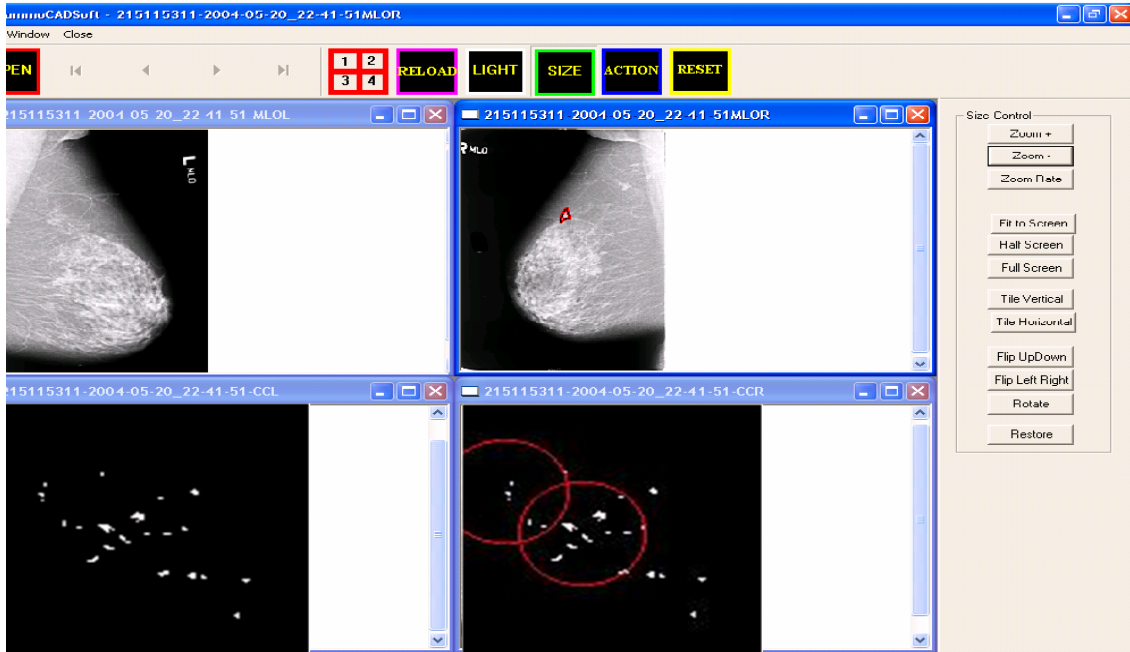 ummoCADSoft - 215115311-2004-05-20_22-41-51MLOR
Window Close
PEN
1 2
3 4
RELOAD
LIGHT
SIZE
ACTION
RESET
215115311 2004 05 20_22 41 51 MLOL
215115311 2004 05 20_22 41 51MLOR
Size Control
Zoom +
Zoom -
Zoom Rate
L MLO
R MLO
Fit to Screen
Half Screen
Full Screen
Tile Vertical
Tile Horizontal
Flip UpDown
Flip Left Right
Rotate
Restore
215115311-2004-05-20_22-41-51-CCL
215115311-2004-05-20_22-41-51-CCR